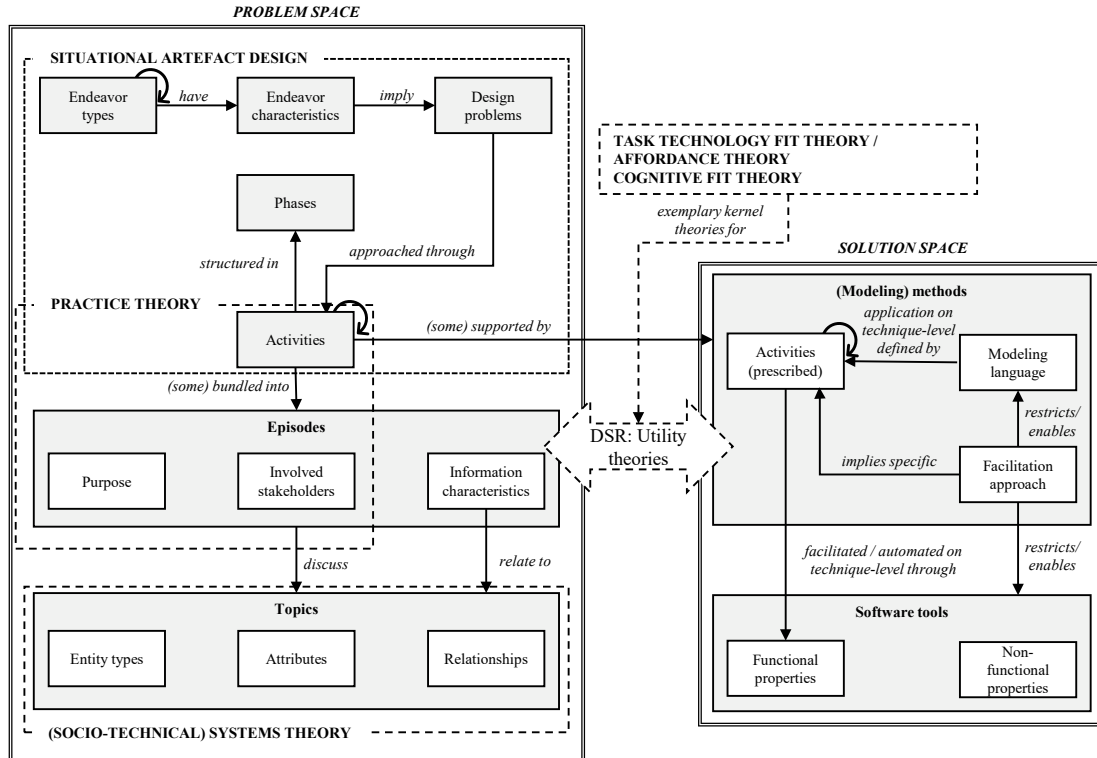 PROBLEM SPACE
SITUATIONAL ARTEFACT DESIGN
Endeavor
types
have
Endeavor
characteristics
imply
Design
problems
Phases
structured in
approached through
PRACTICE THEORY
Activities
(some) supported by
(some) bundled into
Episodes
Purpose
Involved
stakeholders
Information
characteristics
discuss
relate to
Topics
Entity types
Attributes
Relationships
(SOCIO-TECHNICAL) SYSTEMS THEORY
TASK TECHNOLOGY FIT THEORY /
AFFORDANCE THEORY
COGNITIVE FIT THEORY
exemplary kernel
theories for
DSR: Utility
theories
SOLUTION SPACE
(Modeling) methods
application on
technique-level
defined by
Activities
(prescribed)
Modeling
language
restricts/
enables
implies specific
Facilitation
approach
facilitated / automated on
technique-level through
restricts/
enables
Software tools
Functional
properties
Non-
functional
properties